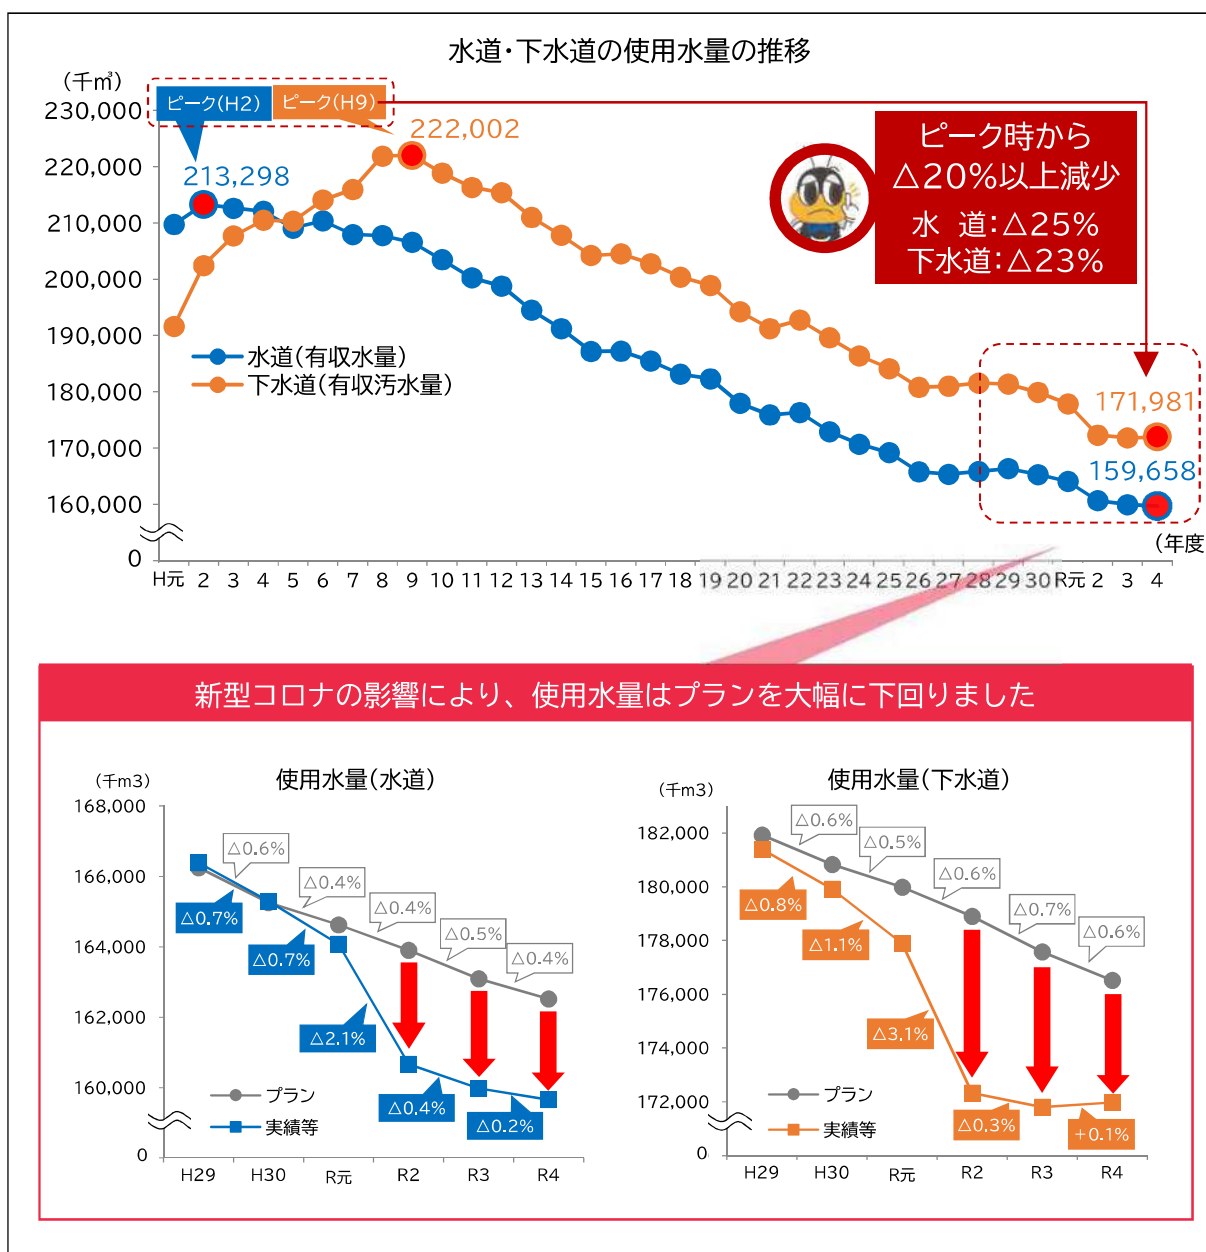 水道・下水道の使用水量の推移
(千㎥)
230,000
220,000
210,000
200,000
190,000
180,000
170,000
160,000
0
ピーク(H2)
ピーク(H9)
213,298
222,002
ピーク時から
△20%以上減少
水 道:△25%
下水道:△23%
水道(有収水量)
下水道(有収汚水量)
171,981
159,658
(年度
H元 2 3 4 5 6 7 8 9 10 11 12 13 14 15 16 17 18 19 20 21 22 23 24 25 26 27 28 29 30 R元 2 3 4
新型コロナの影響により、使用水量はプランを大幅に下回りました
使用水量(水道)
(千m3)
168,000
166,000
164,000
162,000
160,000
0
△0.6%
△0.4%
△0.4%
△0.5%
△0.4%
△0.7%
△0.7%
△2.1%
△0.4%
△0.2%
プラン
実績等
H29 H30 R元 R2 R3 R4
使用水量(下水道)
(千m3)
182,000
180,000
178,000
176,000
174,000
172,000
0
△0.6%
△0.5%
△0.6%
△0.7%
△0.6%
△0.8%
△1.1%
△3.1%
△0.3%
+0.1%
プラン
実績等
H29 H30 R元 R2 R3 R4